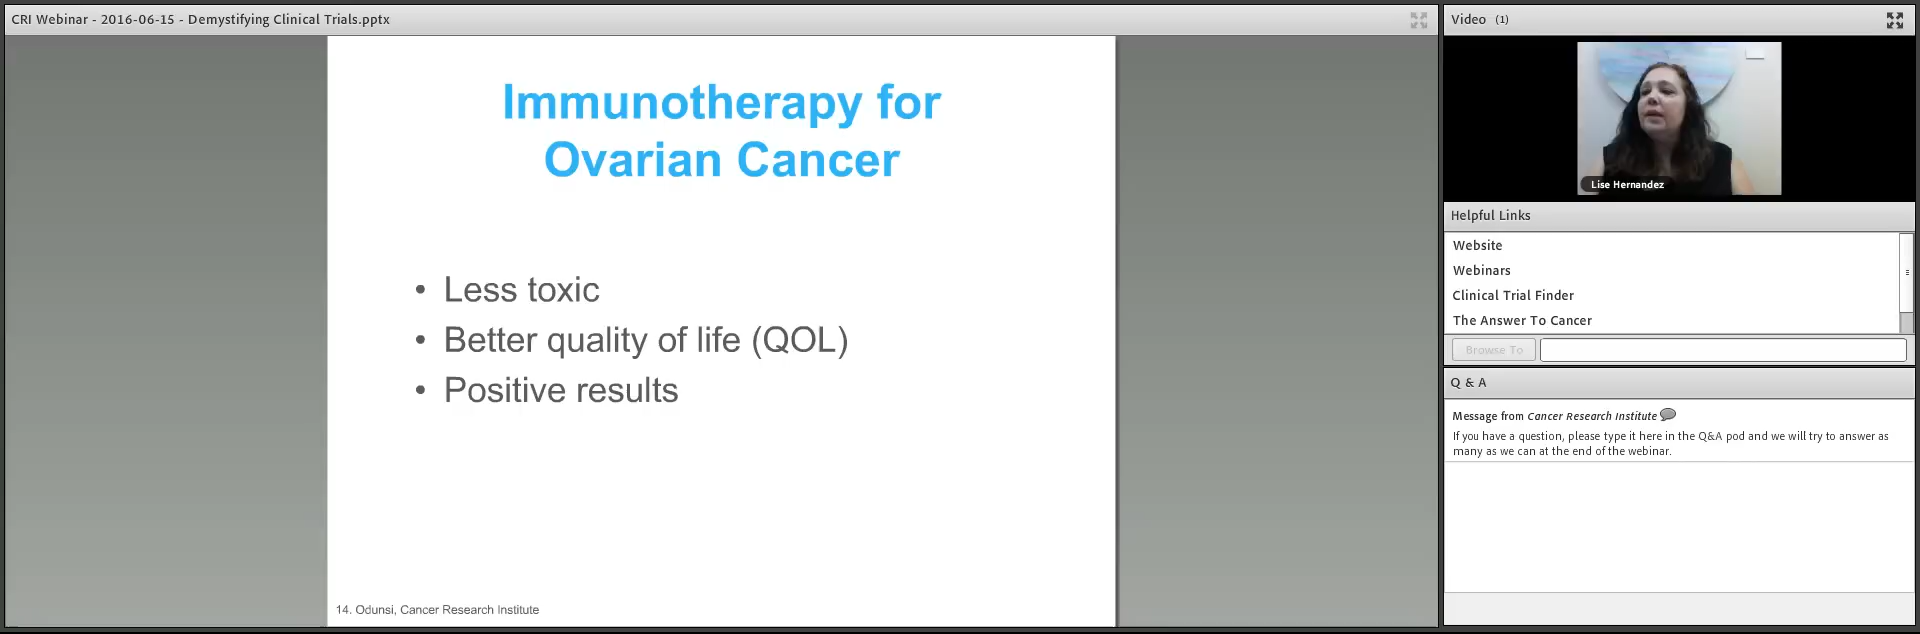 CRI Webinar - 2016-06-15 - Demystifying Clinical Trials.pptx
Immunotherapy for
Ovarian Cancer
• Less toxic
• Better quality of life (QOL)
• Positive results
14. Odunsi, Cancer Research Institute
Video (1)
Lise Hernandez
Helpful Links
Website
Webinars
Clinical Trial Finder
The Answer To Cancer
Browse To
Q & A
Message from Cancer Research Institute
If you have a question, please type it here in the Q&A pod and we will try to answer as
many as we can at the end of the webinar.